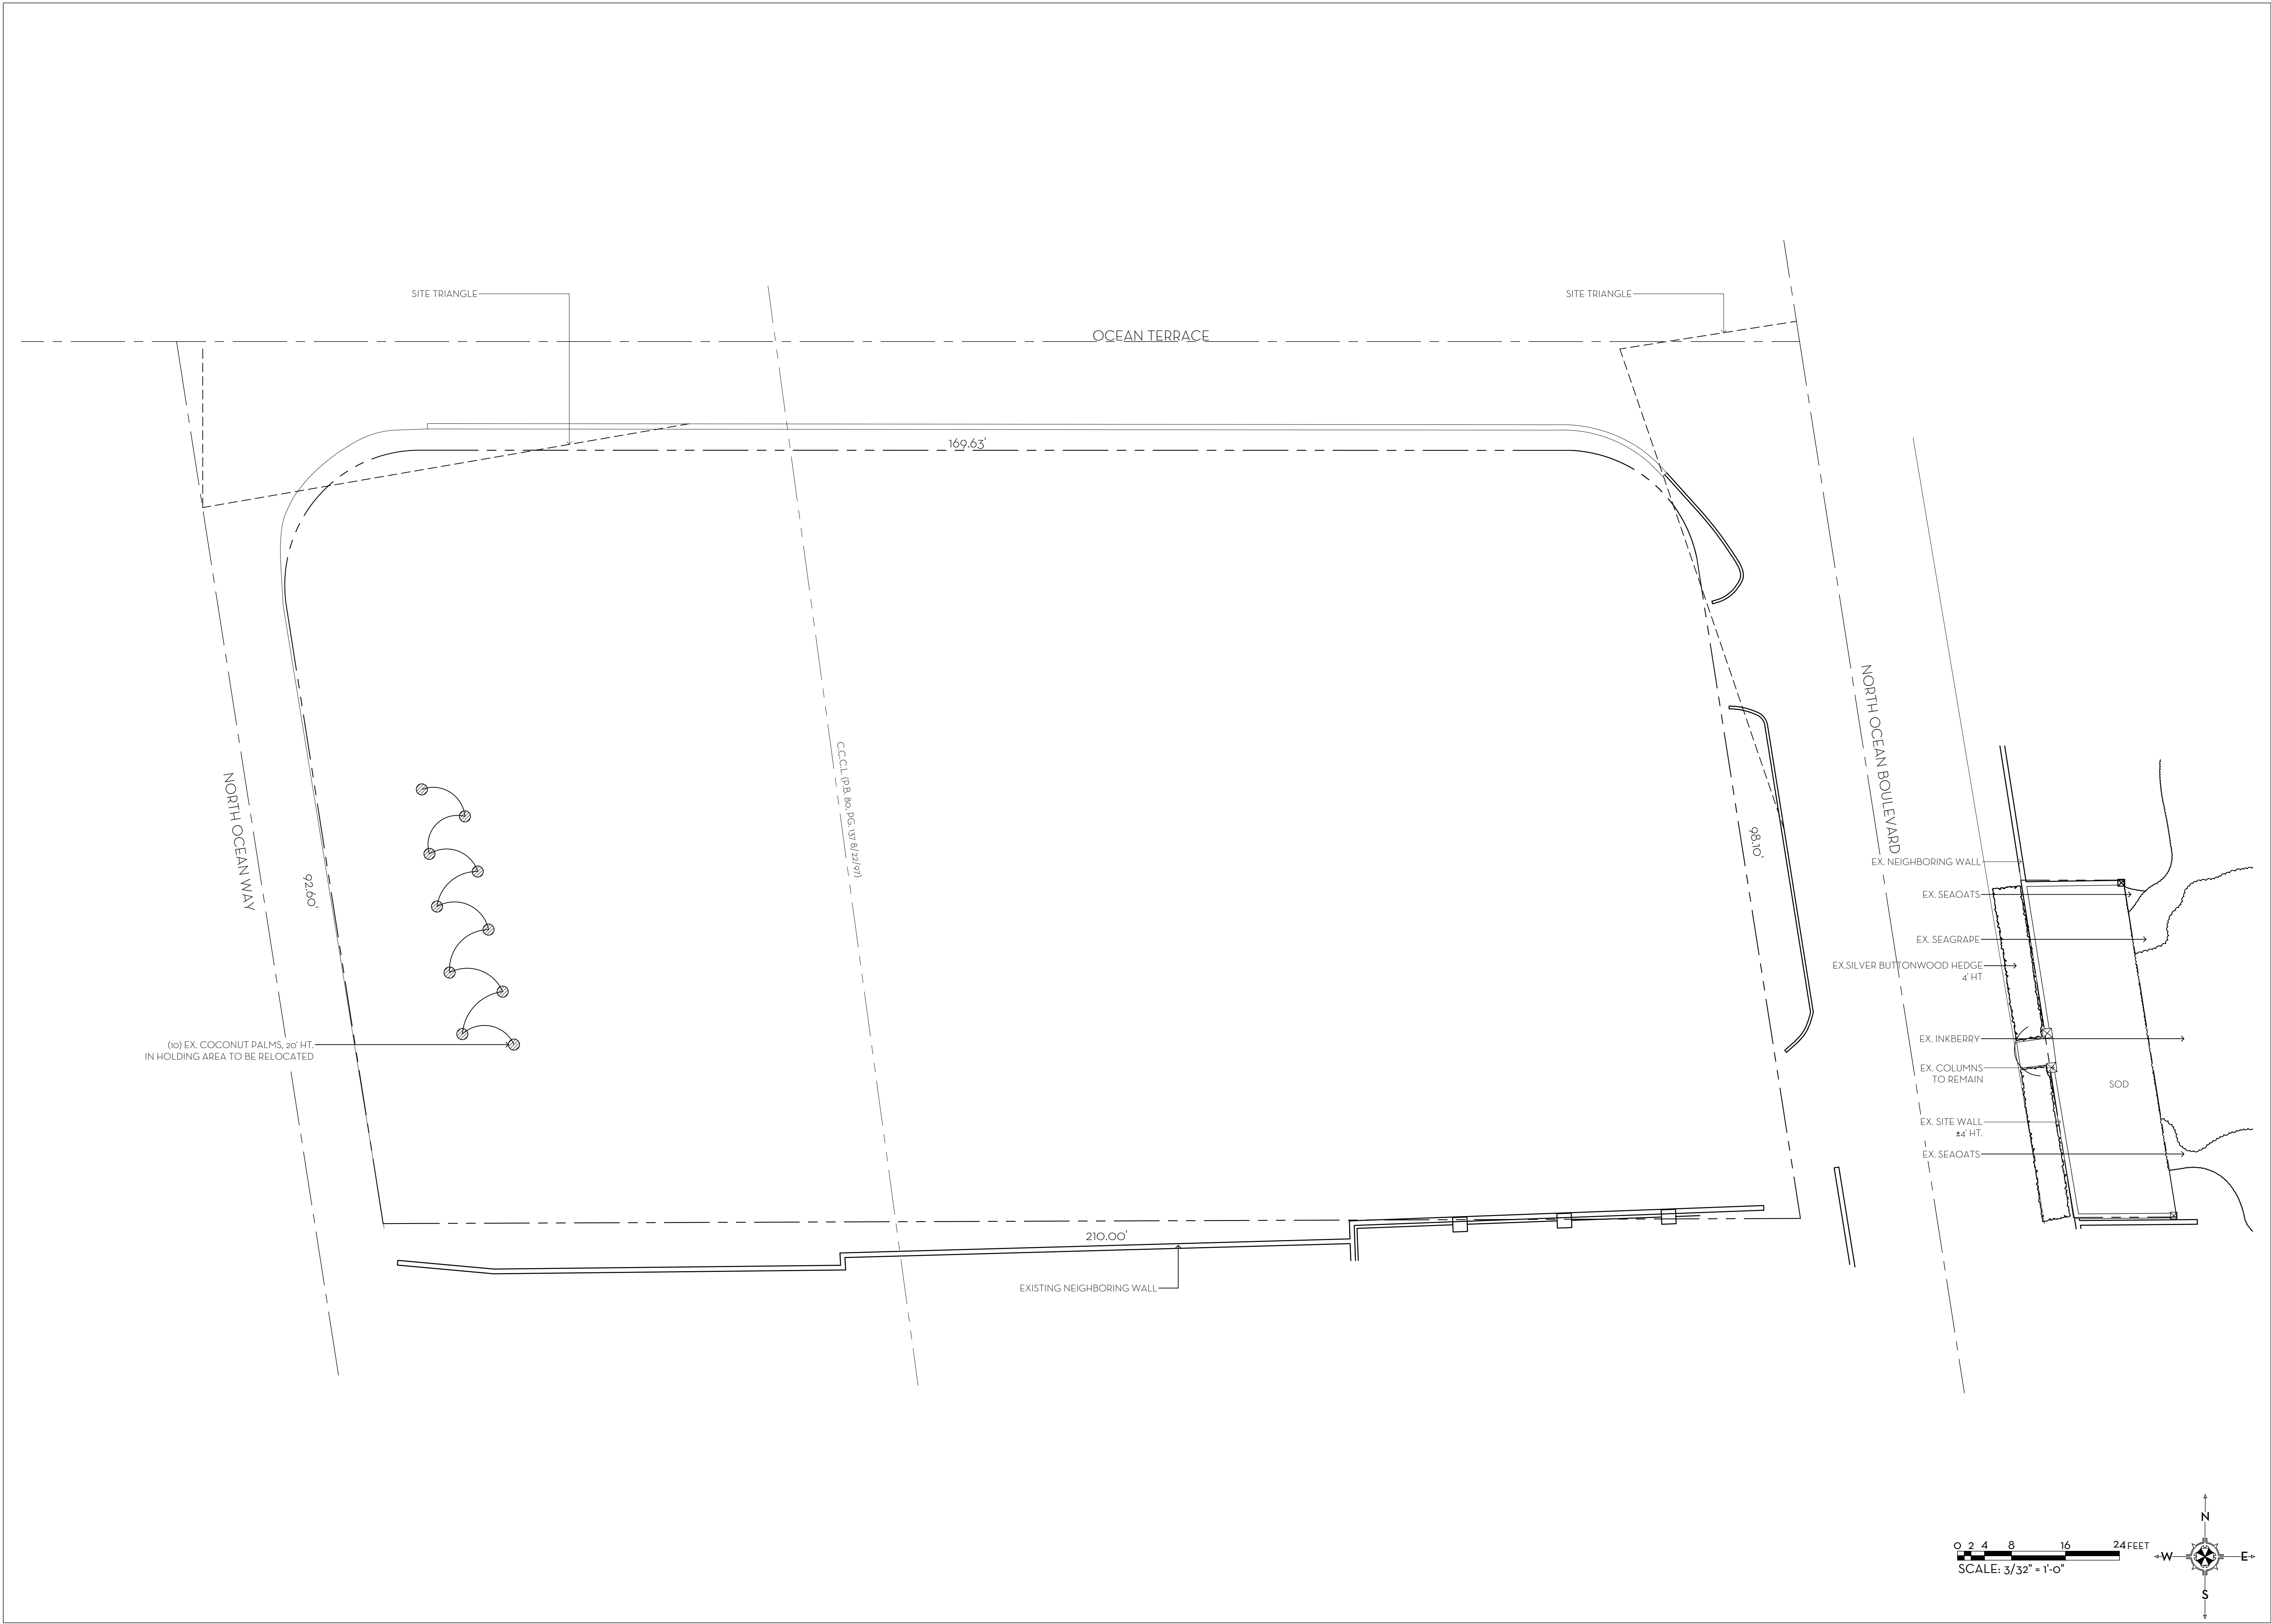 SITE TRIANGLE
SITE TRIANGLE
OCEAN TERRACE
169.63'
NORTH OCEAN WAY
92.60'
C.C.C.L. (P.B. 80, PG. 137 8/22/97)
98.10'
NORTH OCEAN BOULEVARD
EX. NEIGHBORING WALL
EX. SEAOATS
EX. SEAGRAPE
EX.SILVER BUTTONWOOD HEDGE
4' HT
EX. INKBERRY
EX. COLUMNS
TO REMAIN
SOD
EX. SITE WALL
±4' HT.
EX. SEAOATS
(10) EX. COCONUT PALMS, 20' HT.
IN HOLDING AREA TO BE RELOCATED
210.00'
EXISTING NEIGHBORING WALL
0 2 4 8 16 24 FEET
SCALE: 3/32" = 1'-0"
N
W
E
S